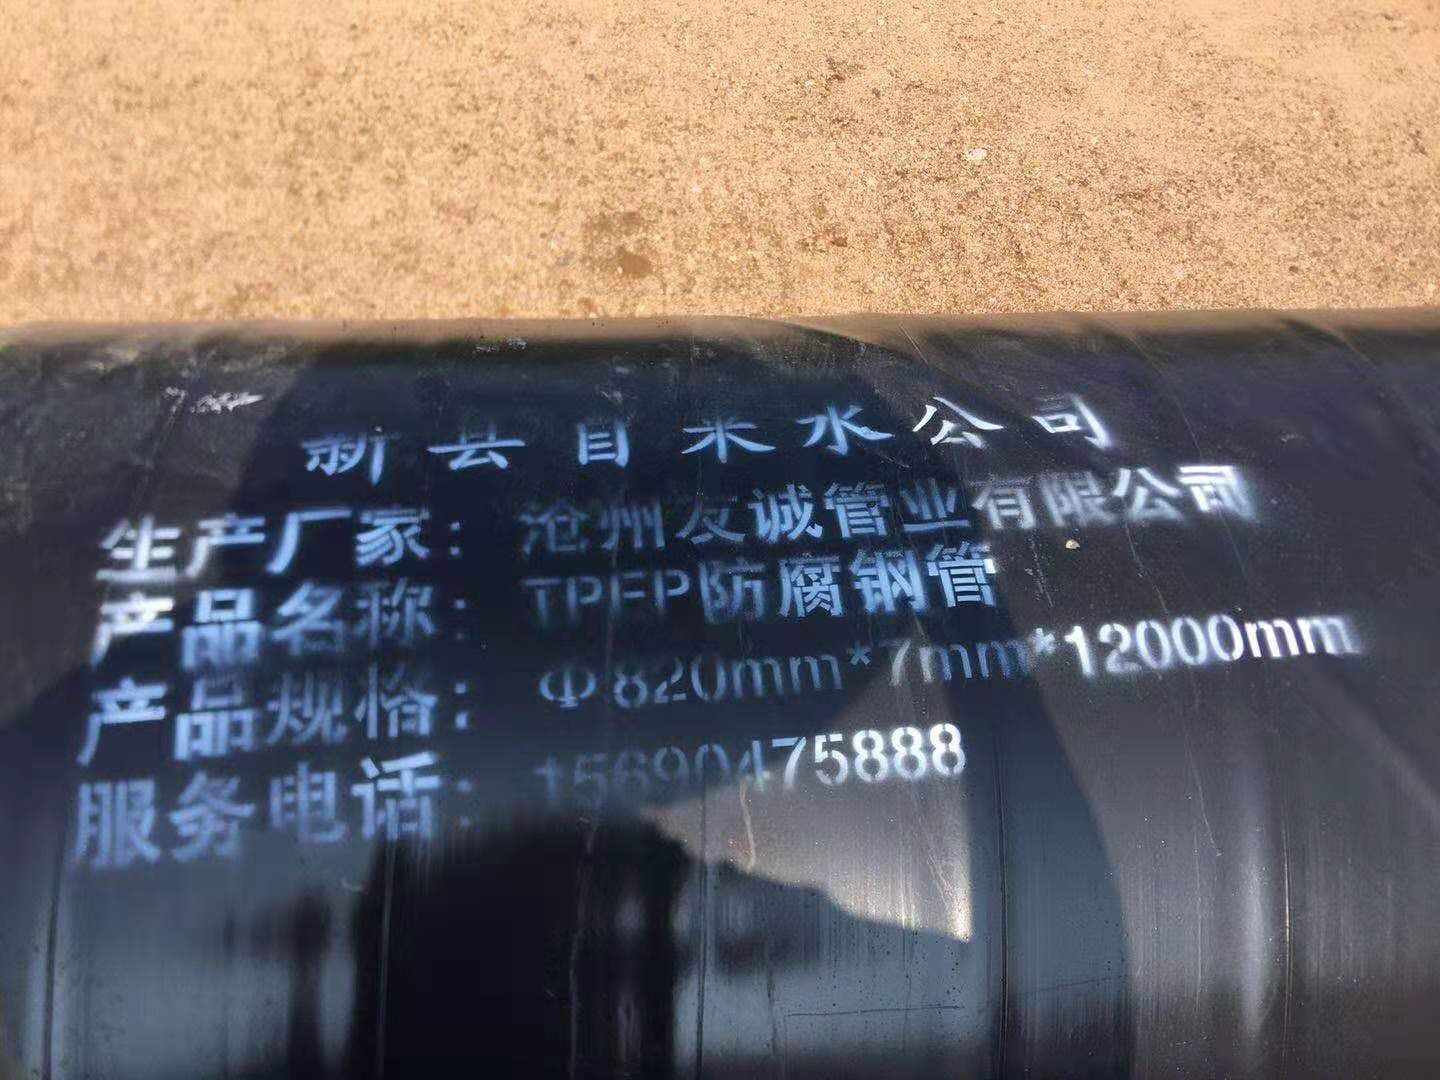 新县自来水公司
生产厂家：沧州友诚管业有限公司
产品名称：TPEP防腐钢管
产品规格：Φ820mm*7mm*12000mm
服务电话：15690475888